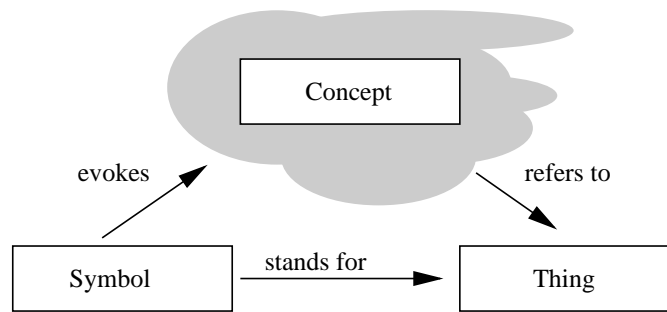 Concept
evokes
refers to
Symbol
stands for
Thing